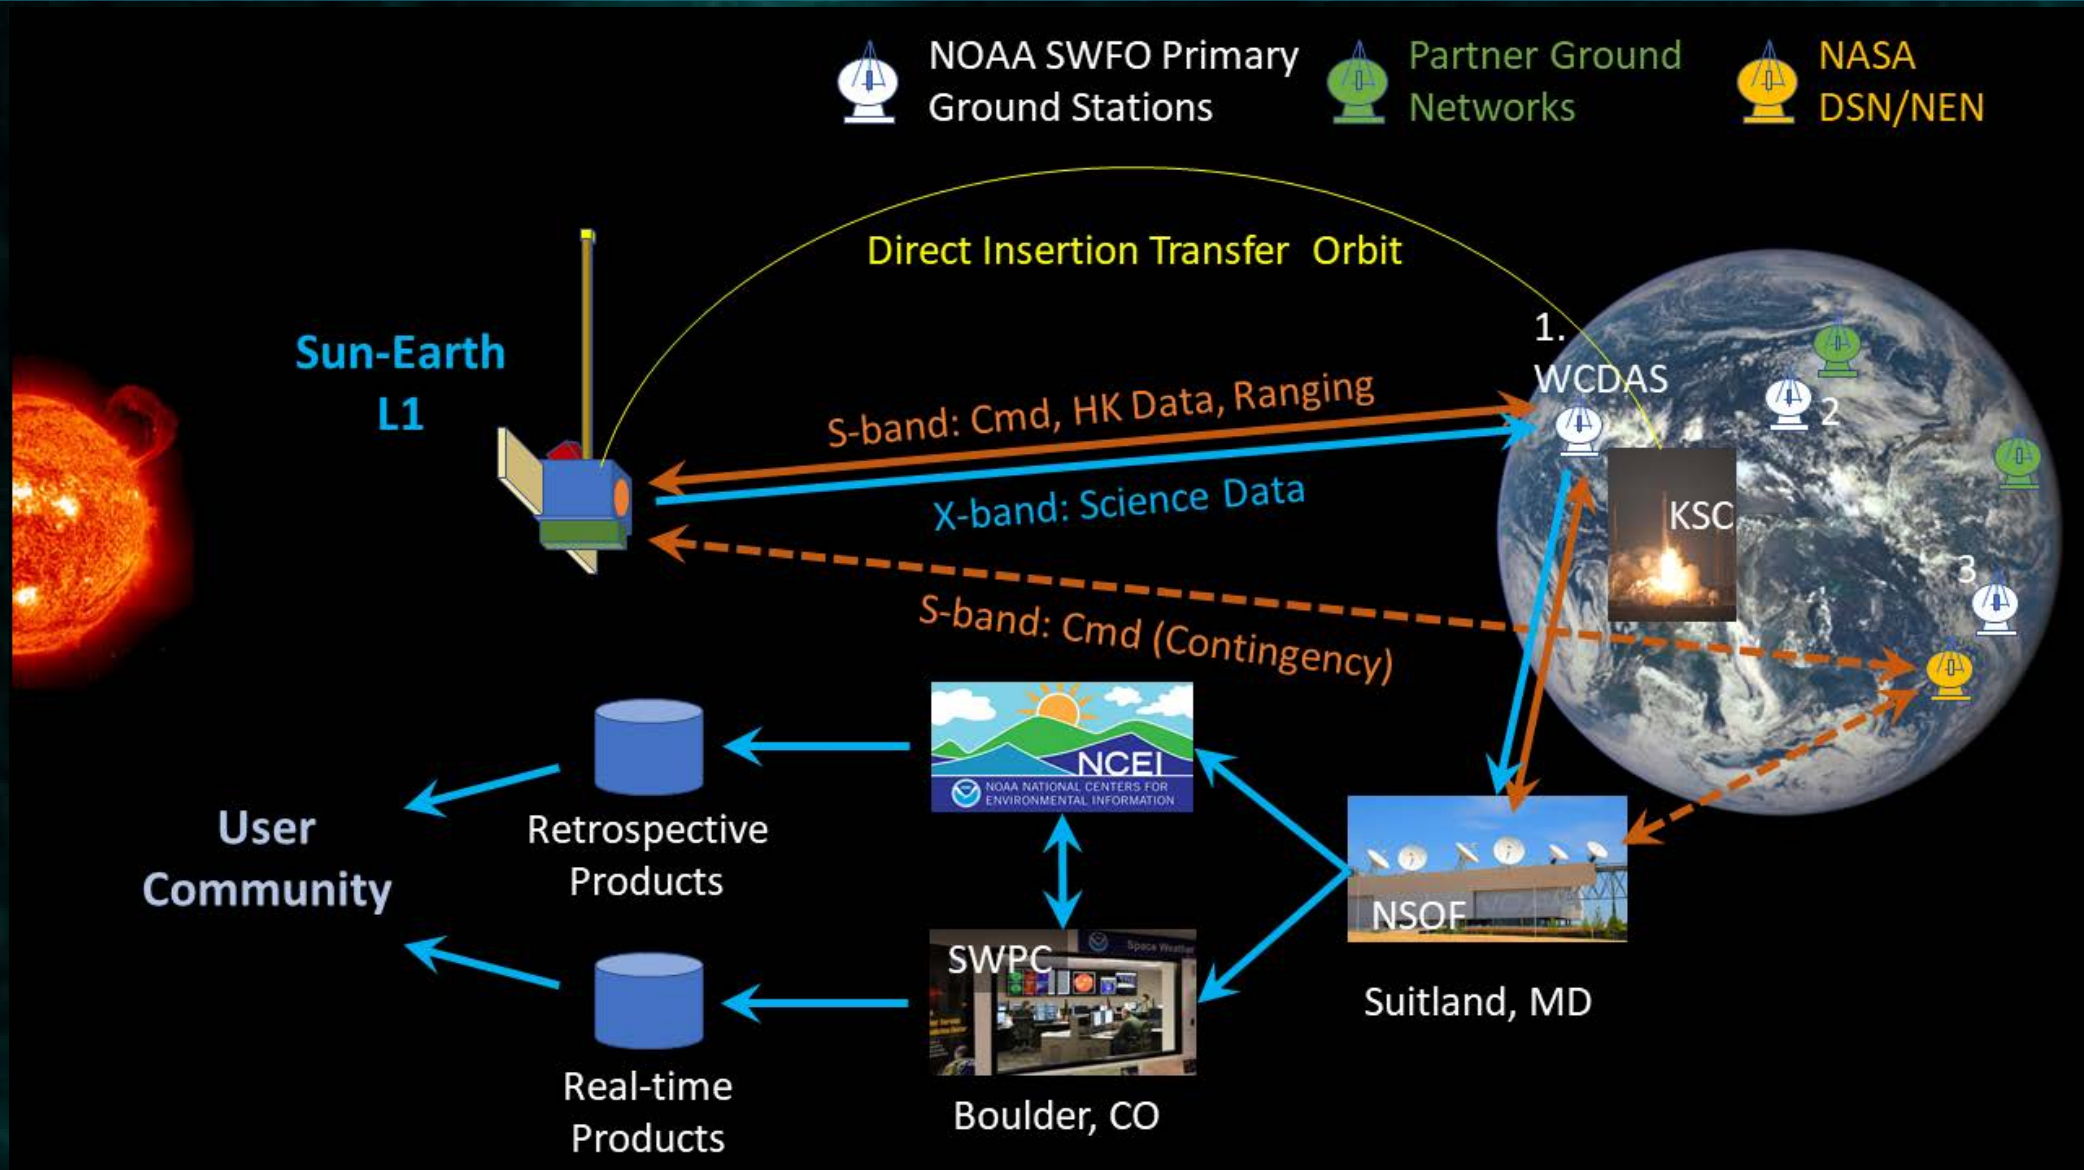 NOAA SWFO Primary
Ground Stations
Partner Ground
Networks
NASA
DSN/NEN
Direct Insertion Transfer Orbit
Sun-Earth
L1
1.
WCDAS
2
3
S-band: Cmd, HK Data, Ranging
X-band: Science Data
KSC
S-band: Cmd (Contingency)
NCEI
NOAA NATIONAL CENTERS FOR
ENVIRONMENTAL INFORMATION
Retrospective
Products
User
Community
NSOF
SWPC
Space Weather
Suitland, MD
Real-time
Products
Boulder, CO